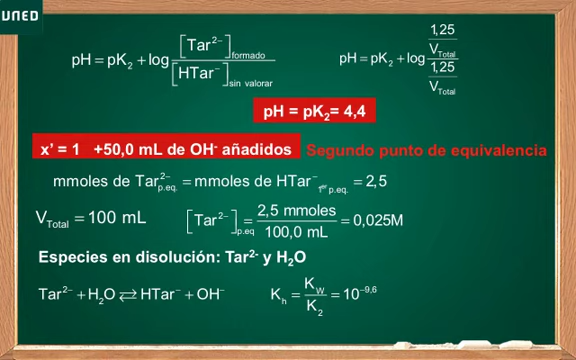 UNED
pH = pK₂ + log [Tar²⁻]formado / [HTar⁻]sin valorar
pH = pK₂ + log (1,25 / V Total) / (1,25 / V Total)
pH = pK₂= 4,4
x' = 1 +50,0 mL de OH⁻ añadidos Segundo punto de equivalencia
mmoles de Tar²⁻p.eq. = mmoles de HTar⁻1er p.eq. = 2,5
V Total = 100 mL [Tar²⁻]p.eq = 2,5 mmoles / 100,0 mL = 0,025M
Especies en disolución: Tar²⁻ y H₂O
Tar²⁻ + H₂O ⇄ HTar⁻ + OH⁻ Kh = KW / K₂ = 10⁻⁹,⁶